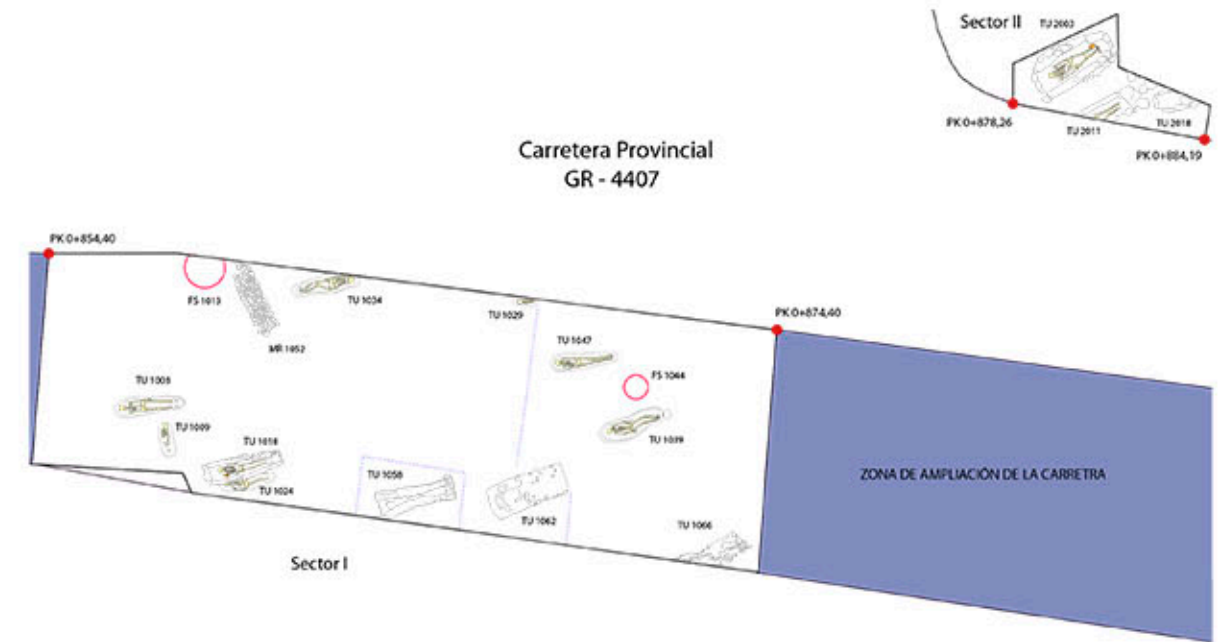 Sector II
TU 2003
PK 0+878,26
TU 2011
TU 2018
PK 0+884,19
Carretera Provincial
GR - 4407
PK 0+854,40
FS 1013
TU 1034
TU 1029
PK 0+874,40
MR 1052
TU 1047
FS 1044
TU 1008
TU 1009
TU 1039
TU 1018
TU 1024
TU 1058
TU 1062
TU 1066
ZONA DE AMPLIACIÓN DE LA CARRETRA
Sector I